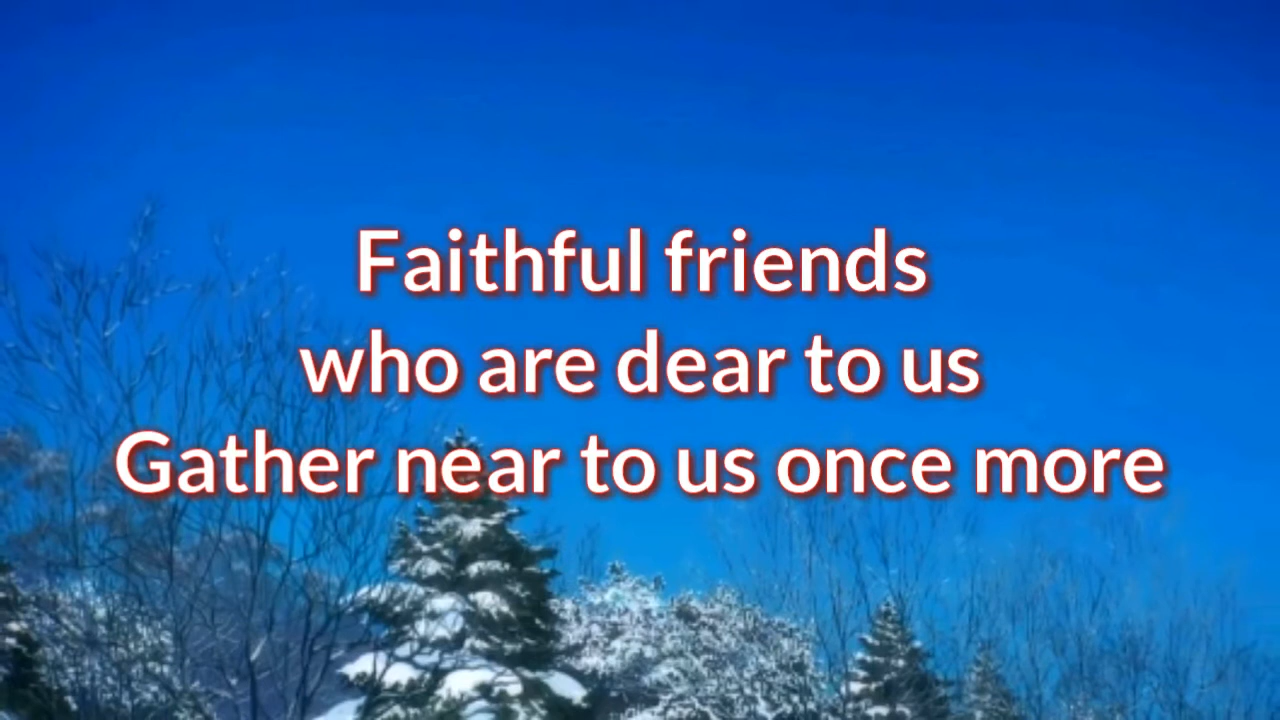 Faithful friends
who are dear to us
Gather near to us once more